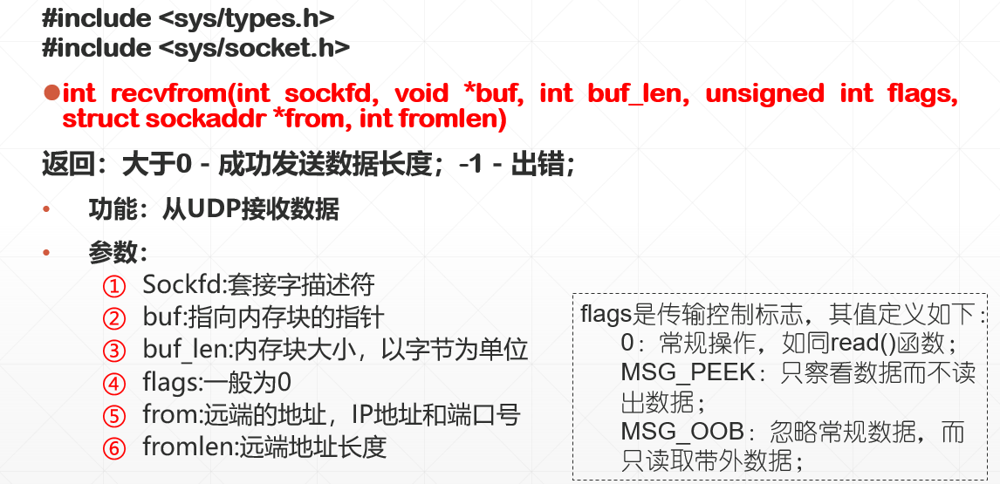 #include <sys/types.h>
#include <sys/socket.h>
●int recvfrom(int sockfd, void *buf, int buf_len, unsigned int flags,
struct sockaddr *from, int fromlen)
返回：大于0 - 成功发送数据长度；-1 - 出错；
• 功能：从UDP接收数据
• 参数：
① Sockfd:套接字描述符
② buf:指向内存块的指针
③ buf_len:内存块大小，以字节为单位
④ flags:一般为0
⑤ from:远端的地址，IP地址和端口号
⑥ fromlen:远端地址长度
flags是传输控制标志，其值定义如下：
0：常规操作，如同read()函数；
MSG_PEEK：只察看数据而不读
出数据；
MSG_OOB：忽略常规数据，而
只读取带外数据；